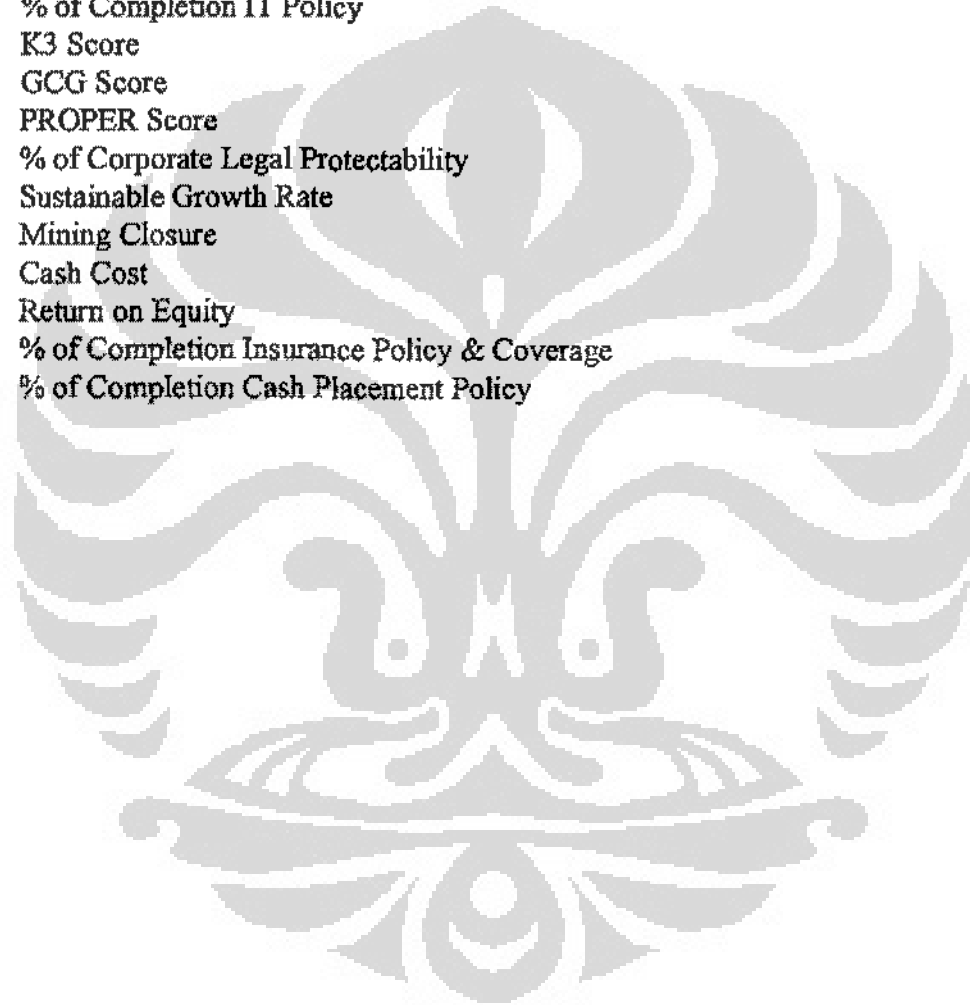 % of Completion IT Policy
K3 Score
GCG Score
PROPER Score
% of Corporate Legal Protectability
Sustainable Growth Rate
Mining Closure
Cash Cost
Return on Equity
% of Completion Insurance Policy & Coverage
% of Completion Cash Placement Policy